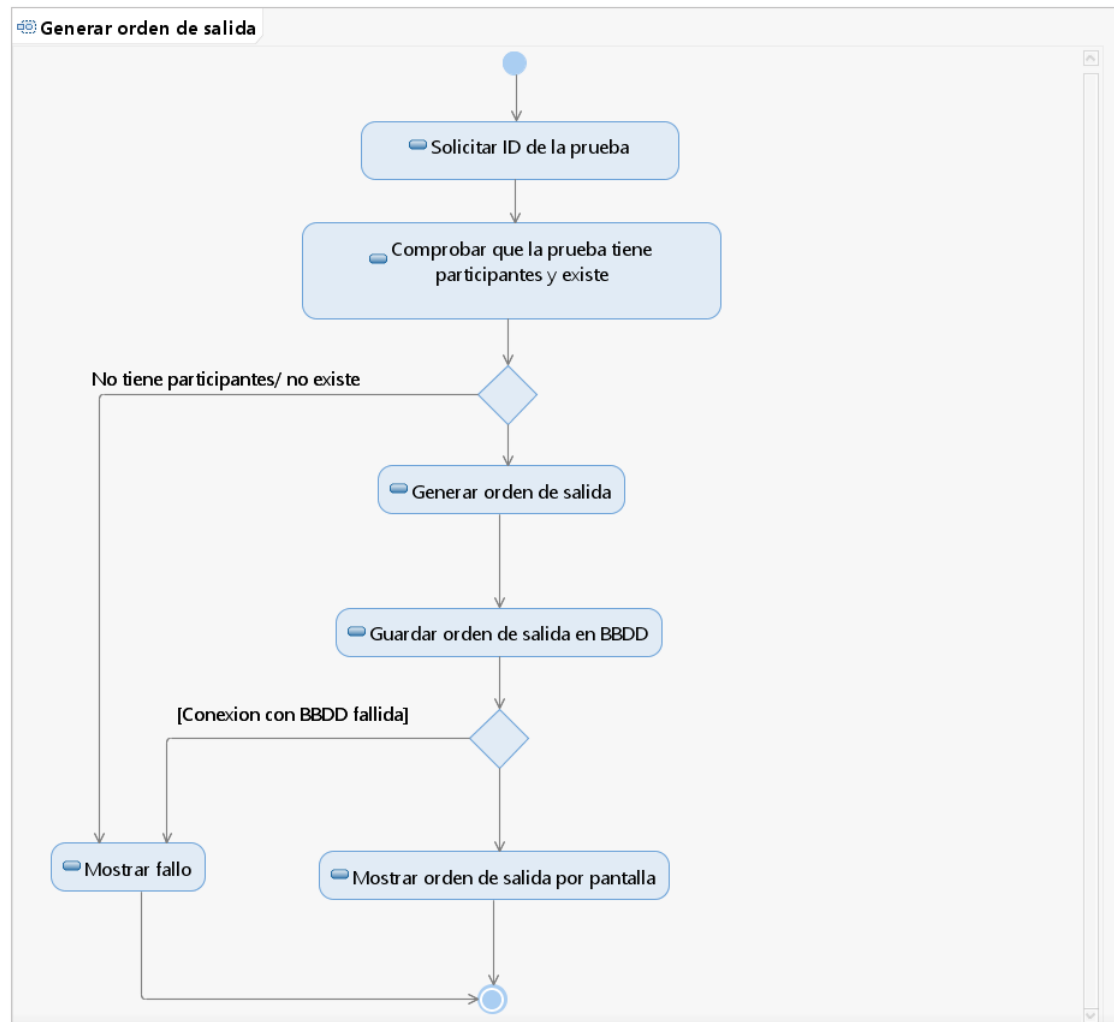 Generar orden de salida
Solicitar ID de la prueba
Comprobar que la prueba tiene
participantes y existe
No tiene participantes/ no existe
Generar orden de salida
Guardar orden de salida en BBDD
[Conexion con BBDD fallida]
Mostrar fallo
Mostrar orden de salida por pantalla